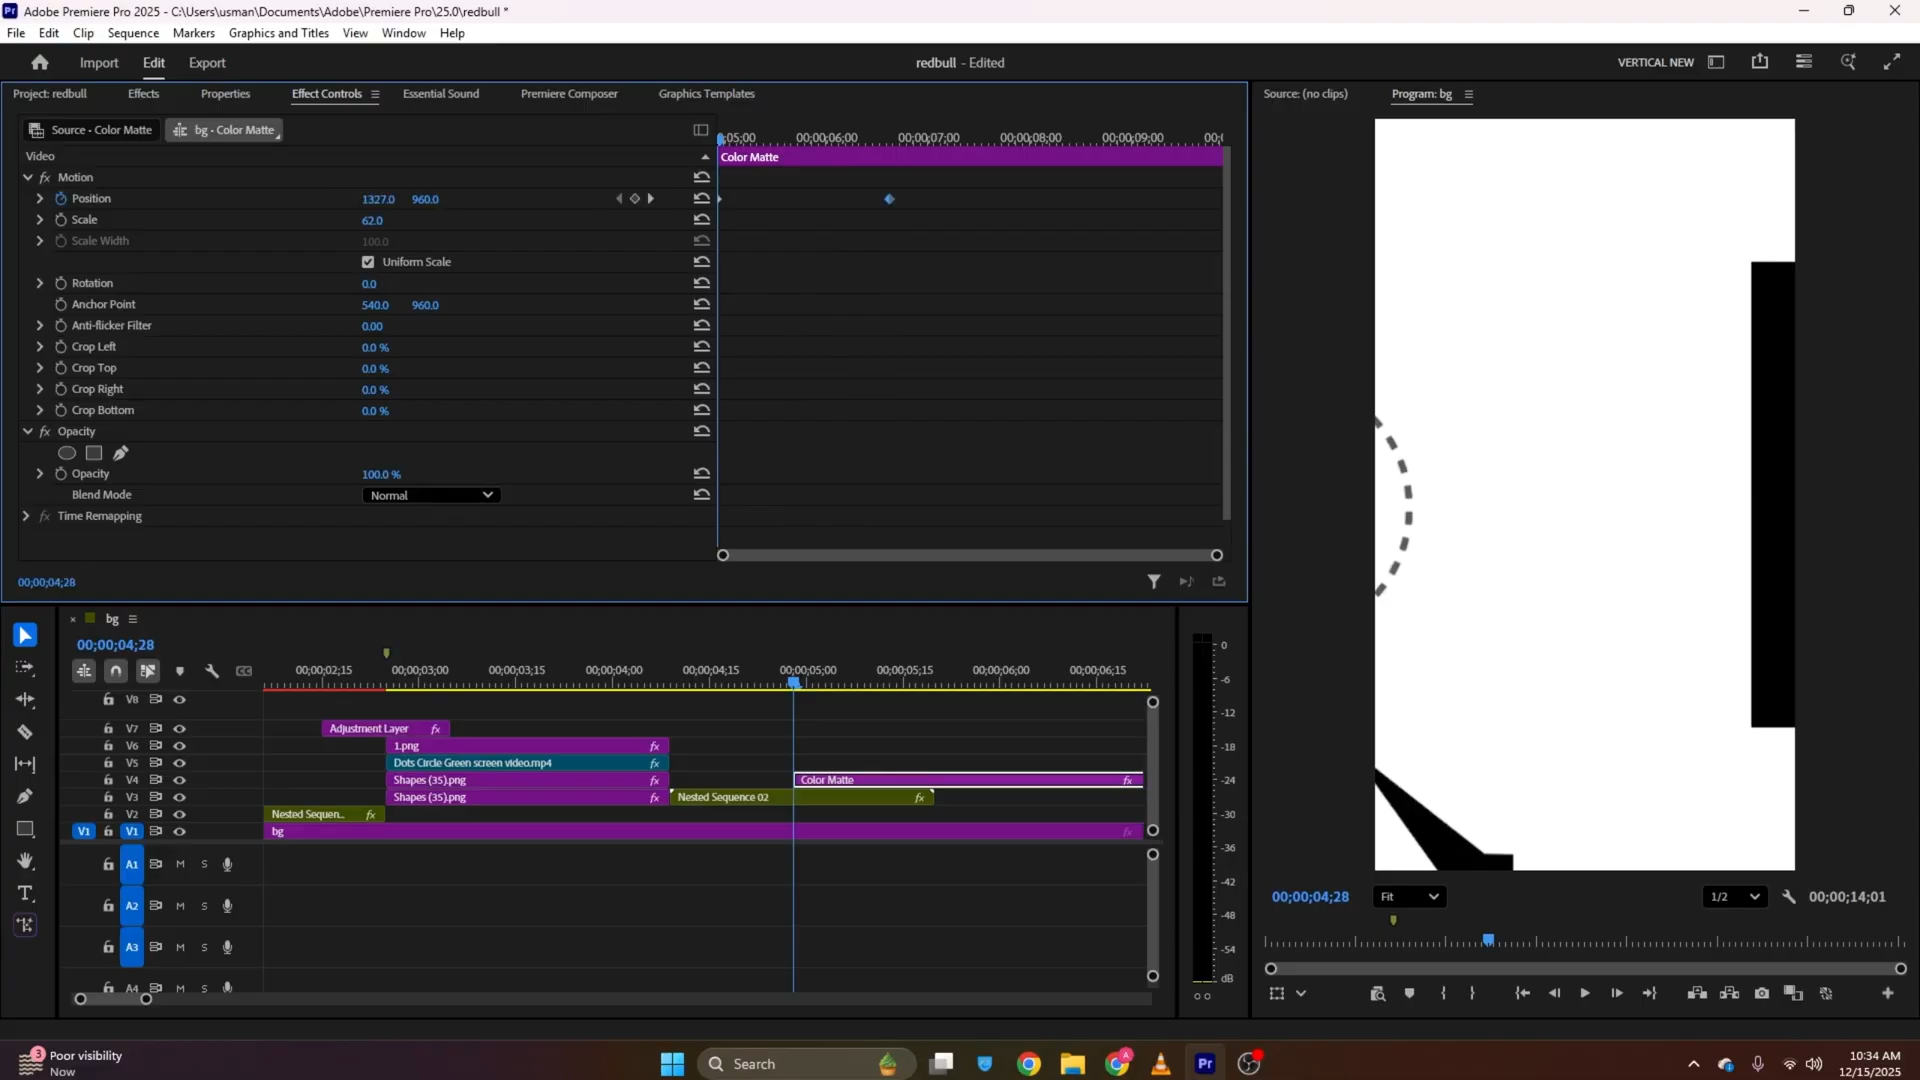 Adobe Premiere Pro 2025 - C:\Users\usman\Documents\Adobe\Premiere Pro\25.0\redbull *
File Edit Clip Sequence Markers Graphics and Titles View Window Help
Import Edit Export
redbull - Edited
VERTICAL NEW
Project: redbull Effects Properties Effect Controls Essential Sound Premiere Composer Graphics Templates
Source - Color Matte bg - Color Matte
;05:00 00;00;06;00 00;00;07;00 00;00;08;00 00;00;09;00 00;(
Video
Color Matte
fx Motion
Position 1327.0 960.0
Scale 62.0
Scale Width 100.0
Uniform Scale
Rotation 0.0
Anchor Point 540.0 960.0
Anti-flicker Filter 0.00
Crop Left 0.0 %
Crop Top 0.0 %
Crop Right 0.0 %
Crop Bottom 0.0 %
fx Opacity
Opacity 100.0 %
Blend Mode Normal
fx Time Remapping
00;00;04;28
Source: (no clips) Program: bg
00;00;04;28 Fit 1/2 00;00;14;01
× bg
00;00;04;28
00;00;02;15 00;00;03;00 00;00;03;15 00;00;04;00 00;00;04;15 00;00;05;00 00;00;05;15 00;00;06;00 00;00;06;15
V8
V7 Adjustment Layer fx
V6 1.png fx
V5 Dots Circle Green screen video.mp4 fx
V4 Shapes (35).png fx Color Matte fx
V3 Shapes (35).png fx Nested Sequence 02 fx
V2 Nested Sequen... fx
V1 V1 bg fx
A1 M S
A2 M S
A3 M S
A4 M S
0
-6
-12
-18
-24
-30
-36
-42
-48
-54
dB
3 Poor visibility
Now
Search
A
Pr
10:34 AM
12/15/2025